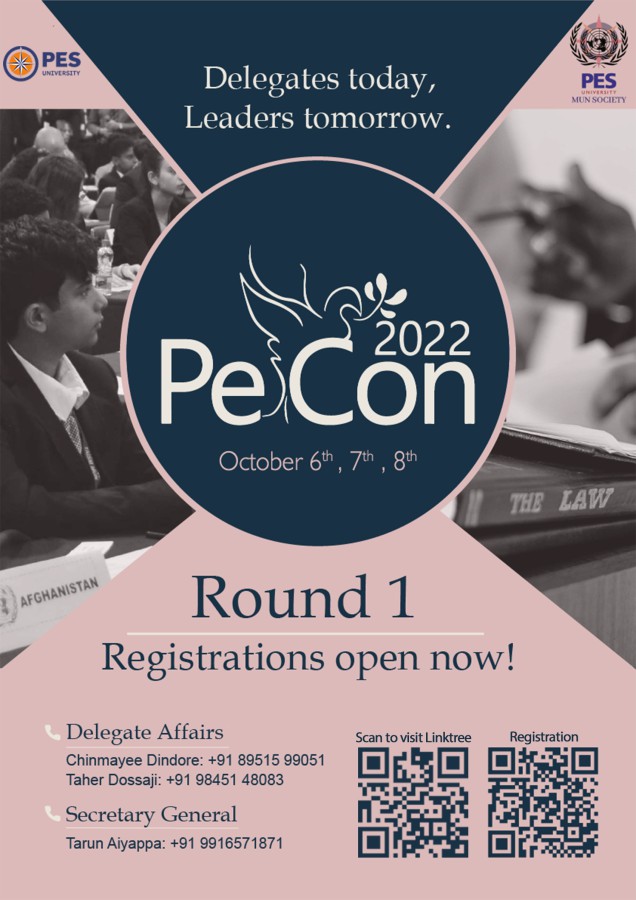 PES
UNIVERSITY
PES
UNIVERSITY
MUN SOCIETY
Delegates today,
Leaders tomorrow.
2022
PesCon
October 6th , 7th , 8th
THE LAW
AFGHANISTAN
Round 1
Registrations open now!
Delegate Affairs
Chinmayee Dindore: +91 89515 99051
Taher Dossaji: +91 98451 48083
Secretary General
Tarun Aiyappa: +91 9916571871
Scan to visit Linktree
Registration